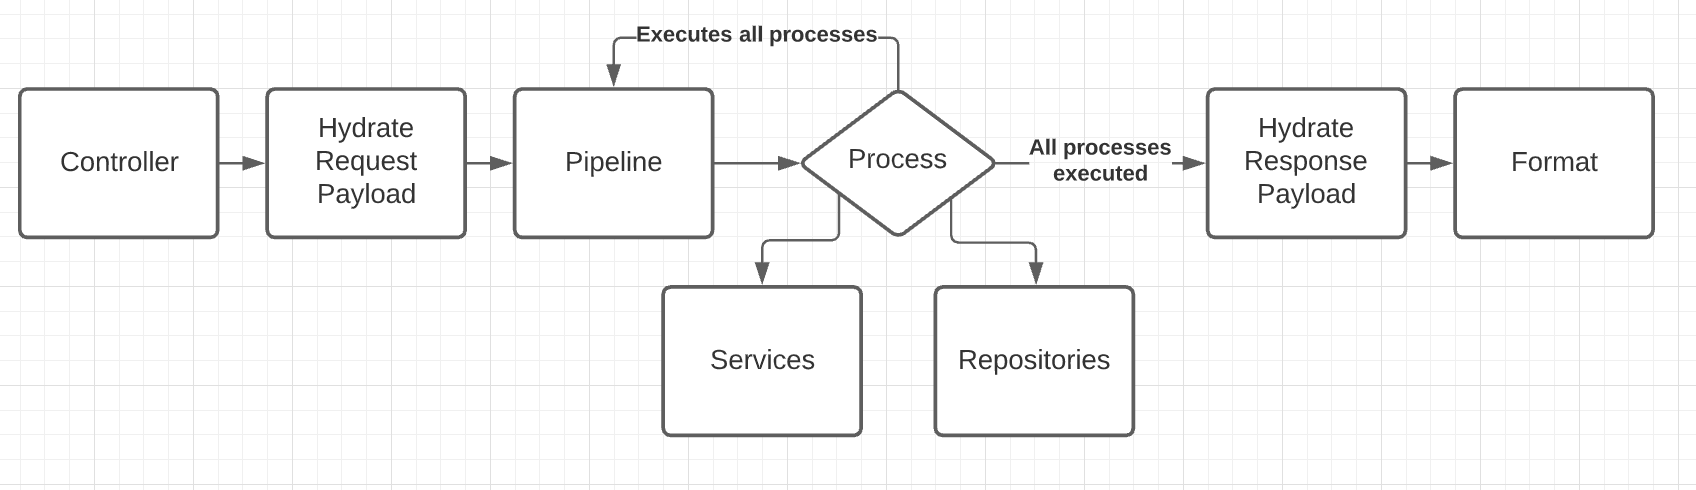 Executes all processes
Controller
Hydrate
Request
Payload
Pipeline
Process
All processes
executed
Hydrate
Response
Payload
Format
Services
Repositories